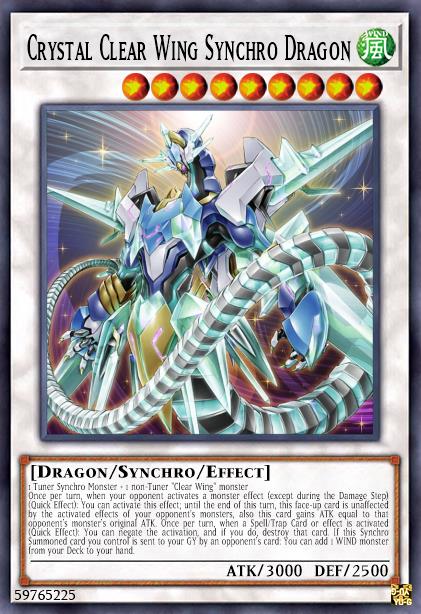 CRYSTAL CLEAR WING SYNCHRO DRAGON
WIND
風
[DRAGON/SYNCHRO/EFFECT]
1 Tuner Synchro Monster + 1 non-Tuner "Clear Wing" monster
Once per turn, when your opponent activates a monster effect (except during the Damage Step)
(Quick Effect): You can activate this effect; until the end of this turn, this face-up card is unaffected
by the activated effects of your opponent's monsters, also this card gains ATK equal to that
opponent's monster's original ATK. Once per turn, when a Spell/Trap Card or effect is activated
(Quick Effect): You can negate the activation, and if you do, destroy that card. If this Synchro
Summoned card you control is sent to your GY by an opponent's card: You can add 1 WIND monster
from your Deck to your hand.
ATK/3000 DEF/2500
59765225